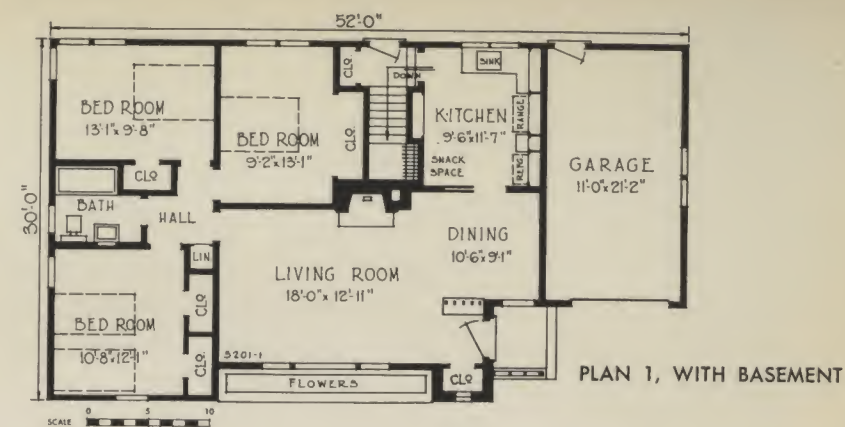 52'-0"
30'-0"
BED ROOM
13'-1" x 9'-8"
CLO
BED ROOM
9'-2" x 13'-1"
CLO
CLO
DOWN
SINK
KITCHEN
9'-6" x 11'-7"
SNACK
SPACE
RANGE
REFG.
GARAGE
11'-0" x 21'-2"
BATH
HALL
LIN
BED ROOM
10'-8" x 12'-1"
CLO
CLO
LIVING ROOM
18'-0" x 12'-11"
DINING
10'-6" x 9'-1"
5201-1
FLOWERS
CLO
PLAN 1, WITH BASEMENT
SCALE 0 5 10